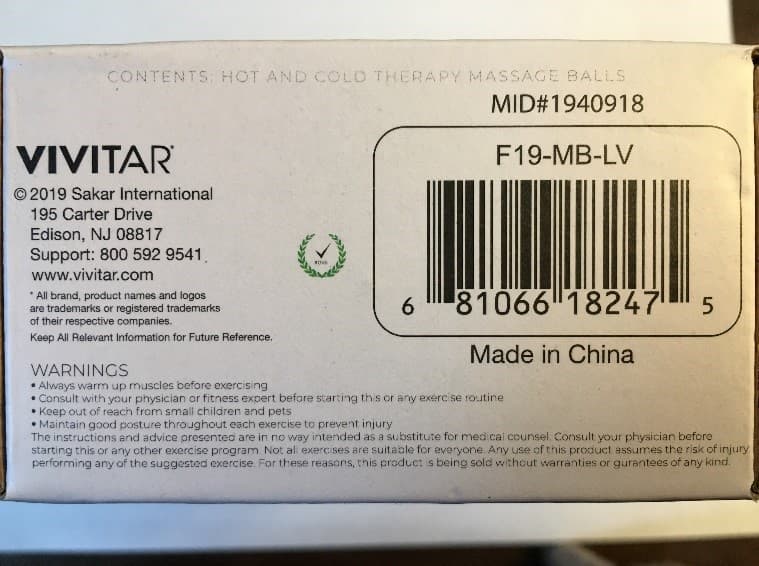 CONTENTS: HOT AND COLD THERAPY MASSAGE BALLS
MID#1940918
VIVITAR
© 2019 Sakar International
195 Carter Drive
Edison, NJ 08817
Support: 800 592 9541
www.vivitar.com
* All brand, product names and logos
are trademarks or registered trademarks
of their respective companies.
Keep All Relevant Information for Future Reference.
F19-MB-LV
6 81066 18247 5
Made in China
WARNINGS
• Always warm up muscles before exercising
• Consult with your physician or fitness expert before starting this or any exercise routine
• Keep out of reach from small children and pets
• Maintain good posture throughout each exercise to prevent injury
The instructions and advice presented are in no way intended as a substitute for medical counsel. Consult your physician before
starting this or any other exercise program. Not all exercises are suitable for everyone. Any use of this product assumes the risk of injury
performing any of the suggested exercise. For these reasons, this product is being sold without warranties or gurantees of any kind.